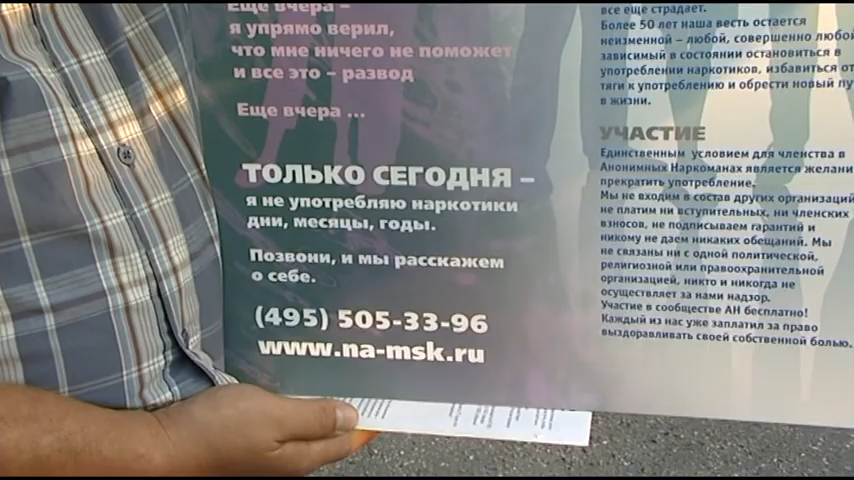 Еще вчера –
я упрямо верил,
что мне ничего не поможет
и все это – развод
Еще вчера ...
ТОЛЬКО СЕГОДНЯ –
я не употребляю наркотики
дни, месяцы, годы.
Позвони, и мы расскажем
о себе.
(495) 505-33-96
www.na-msk.ru
все еще страдает.
Более 50 лет наша весть остается
неизменной – любой, совершенно любой
зависимый в состоянии остановиться в
употреблении наркотиков, избавиться от
тяги к употреблению и обрести новый
в жизни.
УЧАСТИЕ
Единственным условием для членства в
Анонимных Наркоманах является
прекратить употребление.
Мы не входим в состав других организаций
не платим ни вступительных, ни членских
взносов, не подписываем гарантий и
никому не даем никаких обещаний. Мы
не связаны ни с одной политической,
религиозной или правоохранительной
организацией, никто и никогда не
осуществляет за нами надзор.
Участие в сообществе АН бесплатно!
Каждый из нас уже заплатил за право
выздоравливать своей собственной болью.